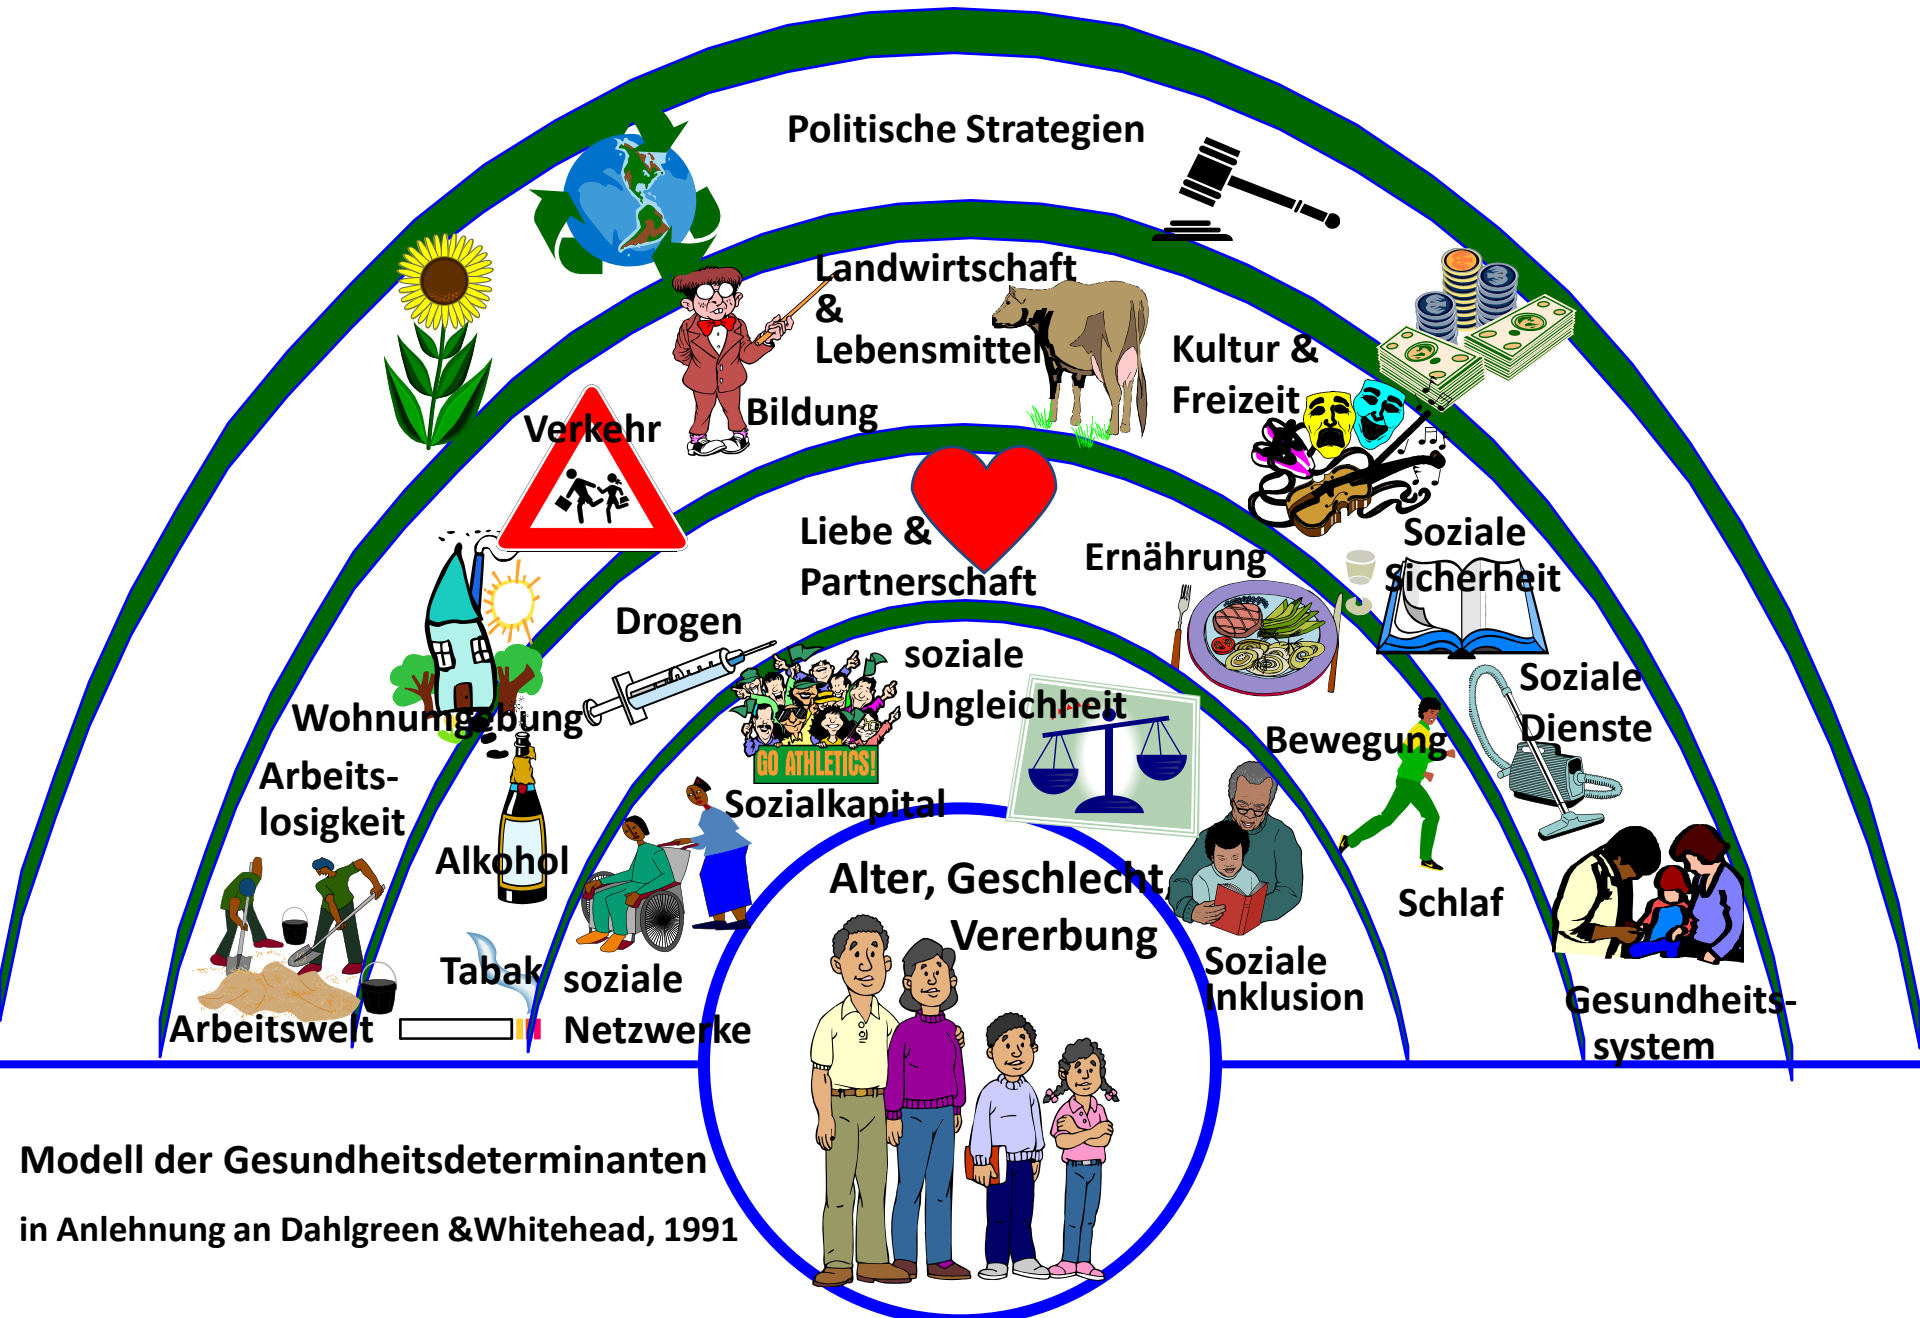 Politische Strategien
Landwirtschaft
&
Lebensmittel
Kultur &
Freizeit
Bildung
Verkehr
Liebe &
Partnerschaft
Ernährung
Soziale
Sicherheit
Drogen
soziale
Ungleichheit
Soziale
Dienste
Wohnumgebung
Bewegung
GO ATHLETICS!
Sozialkapital
Arbeits-
losigkeit
Alkohol
Alter, Geschlecht,
Vererbung
Schlaf
Tabak
soziale
Netzwerke
Soziale
Inklusion
Arbeitswelt
Gesundheits-
system
Modell der Gesundheitsdeterminanten
in Anlehnung an Dahlgreen &Whitehead, 1991